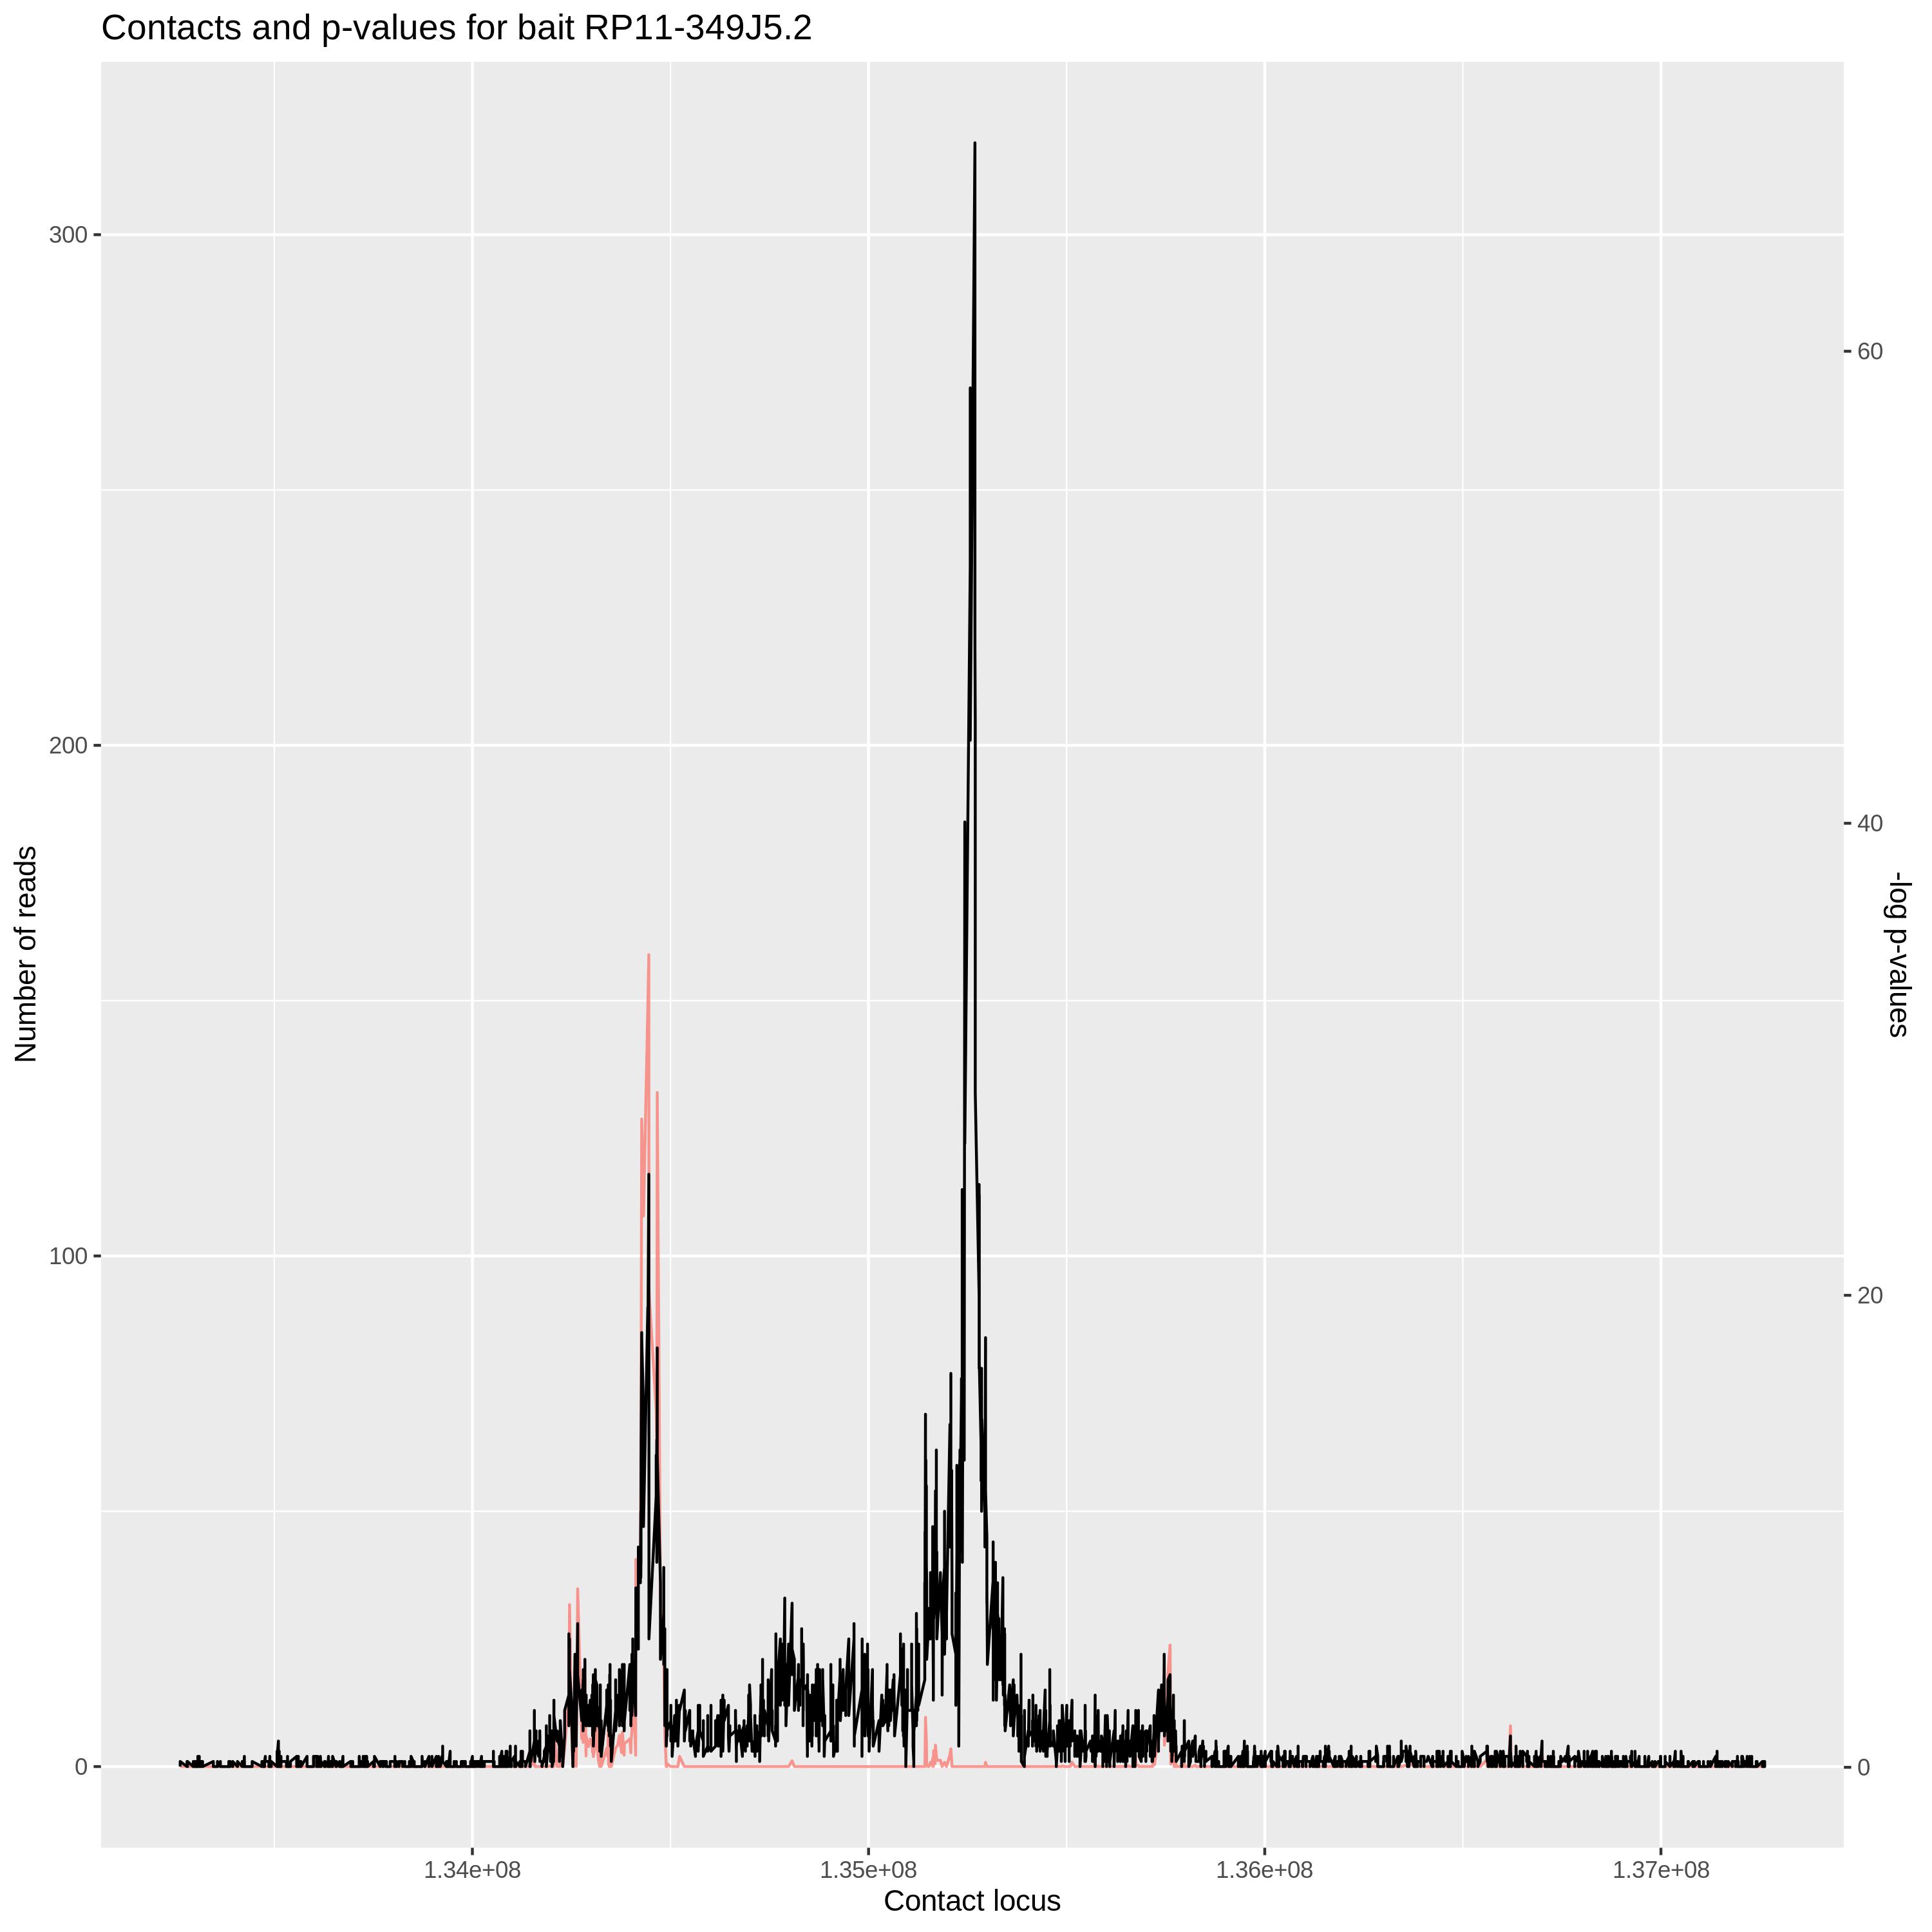 Contacts and p-values for bait RP11-349J5.2
300
200
100
0
Number of reads
60
40
20
0
-log p-values
1.34e+08
1.35e+08
1.36e+08
1.37e+08
Contact locus